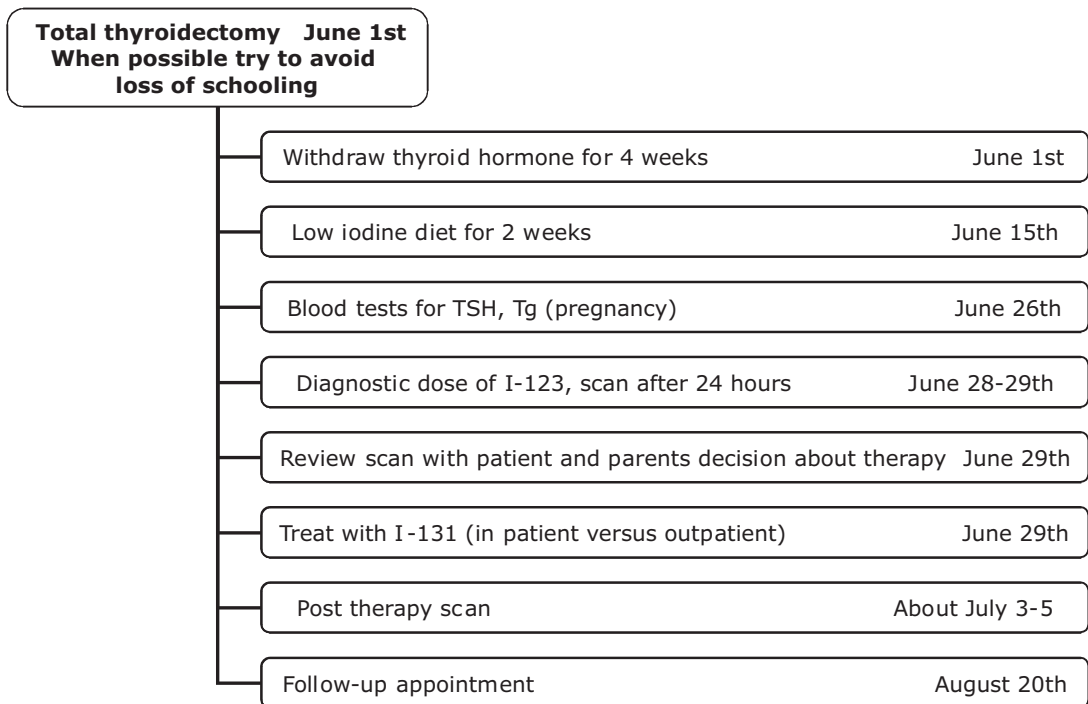 Total thyroidectomy June 1st
When possible try to avoid
loss of schooling
Withdraw thyroid hormone for 4 weeks June 1st
Low iodine diet for 2 weeks June 15th
Blood tests for TSH, Tg (pregnancy) June 26th
Diagnostic dose of I-123, scan after 24 hours June 28-29th
Review scan with patient and parents decision about therapy June 29th
Treat with I-131 (in patient versus outpatient) June 29th
Post therapy scan About July 3-5
Follow-up appointment August 20th